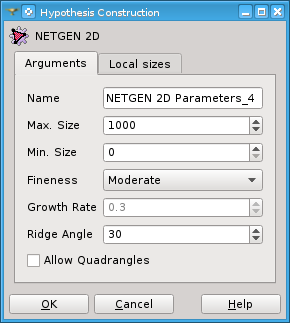 Hypothesis Construction
NETGEN 2D
Arguments Local sizes
Name NETGEN 2D Parameters_4
Max. Size 1000
Min. Size 0
Fineness Moderate
Growth Rate 0.3
Ridge Angle 30
Allow Quadrangles
OK Cancel Help